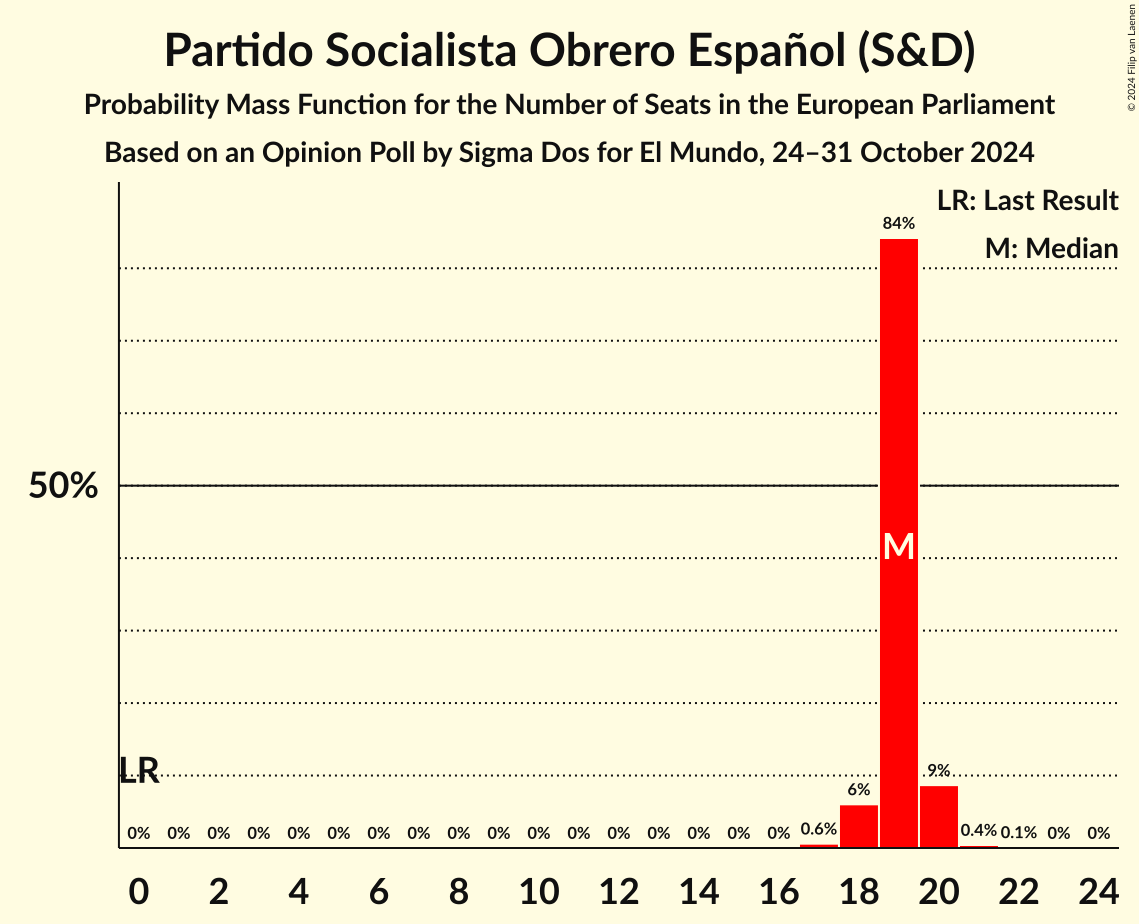 Partido Socialista Obrero Español (S&D)
Probability Mass Function for the Number of Seats in the European Parliament
Based on an Opinion Poll by Sigma Dos for El Mundo, 24–31 October 2024
© 2024 Filip van Laenen
LR: Last Result
M: Median
84%
50%
M
LR
9%
6%
0% 0% 0% 0% 0% 0% 0% 0% 0% 0% 0% 0% 0% 0% 0% 0% 0% 0.6% 0.4% 0.1% 0% 0%
0 2 4 6 8 10 12 14 16 18 20 22 24